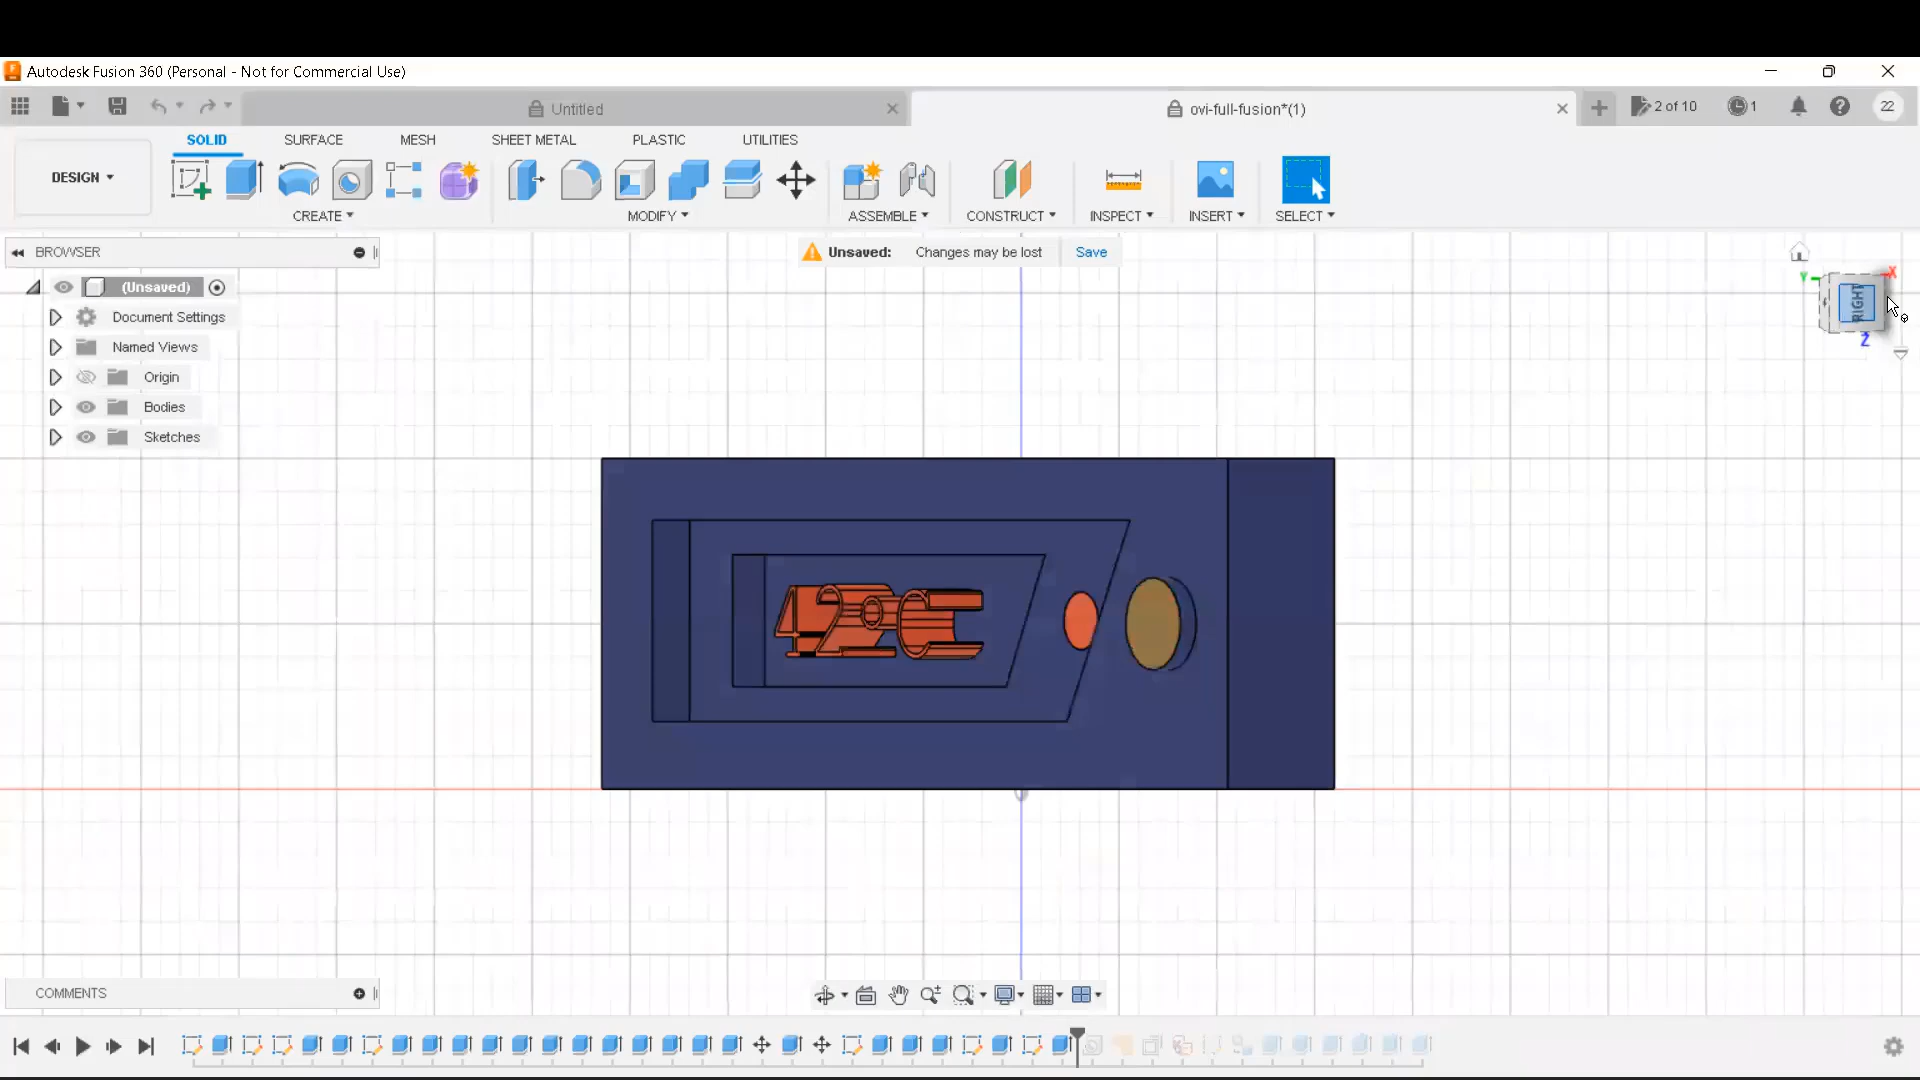 Autodesk Fusion 360 (Personal - Not for Commercial Use)
Untitled
ovi-full-fusion*(1)
2 of 10
1
22
SOLID SURFACE MESH SHEET METAL PLASTIC UTILITIES
DESIGN
CREATE MODIFY ASSEMBLE CONSTRUCT INSPECT INSERT SELECT
BROWSER
Unsaved: Changes may be lost Save
(Unsaved)
Document Settings
Named Views
Origin
Bodies
Sketches
X
Y
RIGHT
Z
42°C
COMMENTS